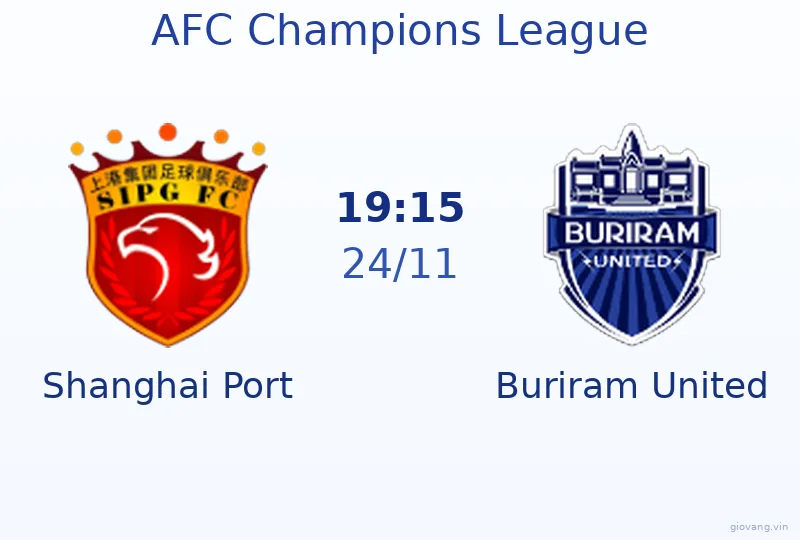 AFC Champions League
上港集团足球俱乐部
SIPG FC
19:15
24/11
BURIRAM
UNITED
Shanghai Port
Buriram United
giovang.vin